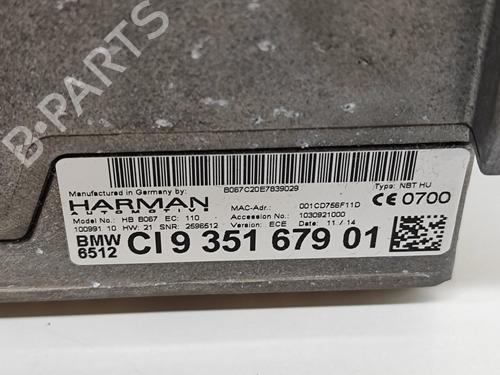 B-PARTS
B067C20E7839029
Manufactured in Germany by: Type: NBT HU
HARMAN
AUTOMOTIVE
MAC-Adr.: 001CD756F11D
CE 0700
Model No.: HB B067 EC: 110 Accession No.: 1030921000
100991 10 HW: 21 SNR: 2596512 Version: ECE Date: 11 / 14
BMW
6512
CI 9 351 679 01